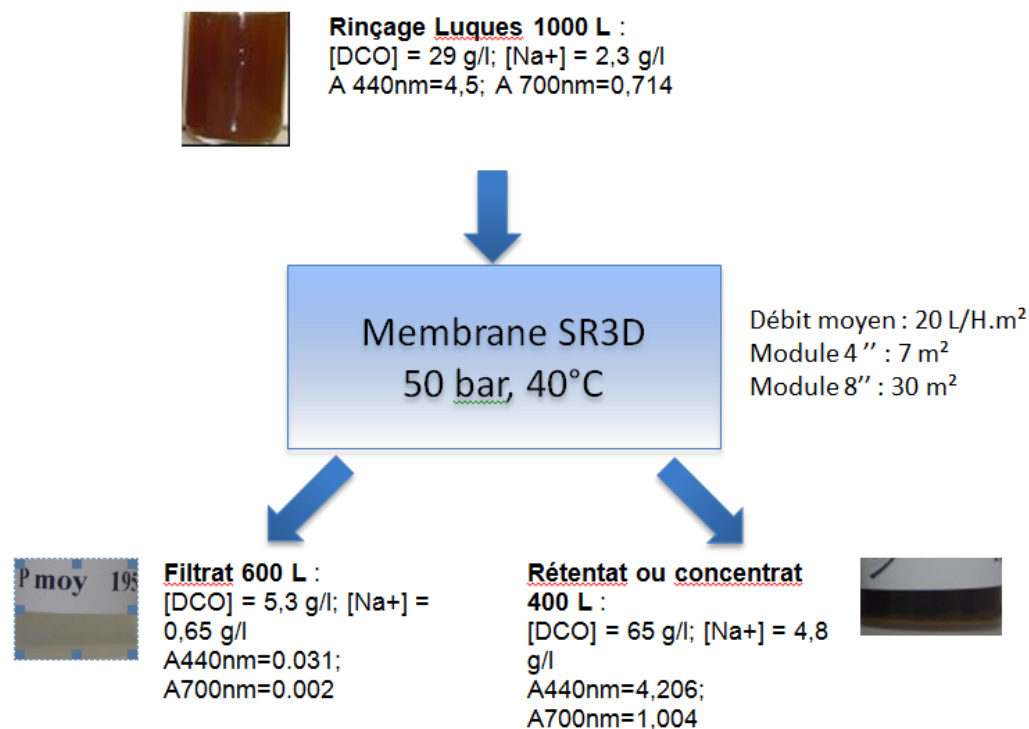 Rinçage Luques 1000 L :
[DCO] = 29 g/l; [Na+] = 2,3 g/l
A 440nm=4,5; A 700nm=0,714
Membrane SR3D
50 bar, 40°C
Débit moyen : 20 L/H.m²
Module 4 ’’ : 7 m²
Module 8’’ : 30 m²
P moy 195
Filtrat 600 L :
[DCO] = 5,3 g/l; [Na+] =
0,65 g/l
A440nm=0.031;
A700nm=0.002
Rétentat ou concentrat
400 L :
[DCO] = 65 g/l; [Na+] = 4,8
g/l
A440nm=4,206;
A700nm=1,004